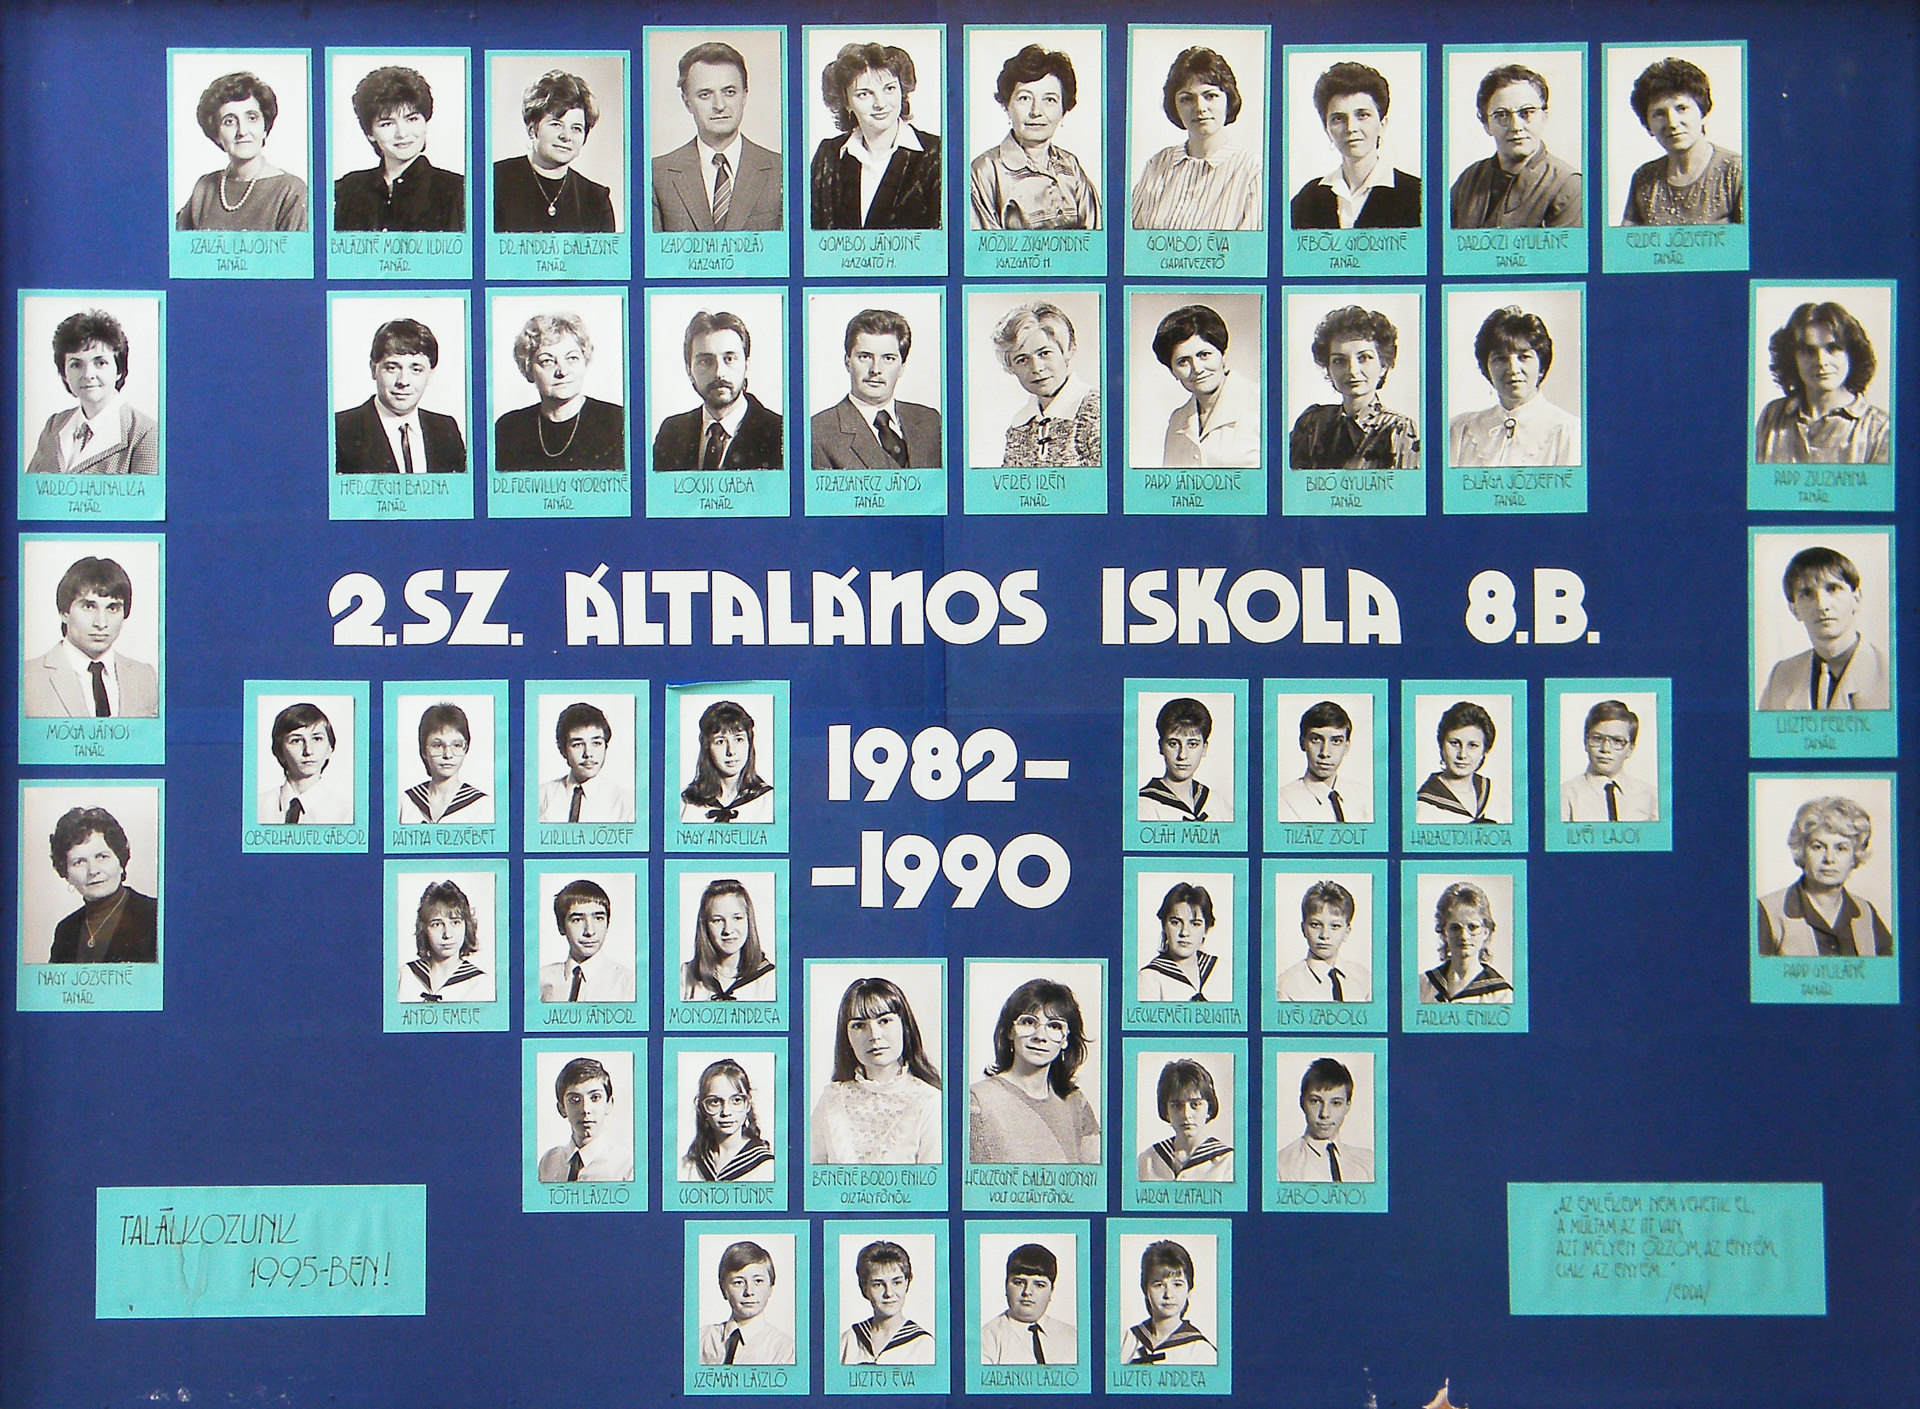 SZAKÁL LAJOSNÉ
TANÁR
BALÁZSNÉ MONOK ILDIKÓ
TANÁR
DR. ANDRÁS BALÁZSNÉ
TANÁR
KADORNAI ANDRÁS
IGAZGATÓ
GOMBOS JÁNOSNÉ
IGAZGATÓ H.
MÓZSIK ZSIGMONDNÉ
IGAZGATÓ H.
GOMBOS ÉVA
CSAPATVEZETŐ
SEBŐK GYÖRGYNÉ
TANÁR
DARÓCZI GYULÁNÉ
TANÁR
ERDEI JÓZSEFNÉ
TANÁR
VARRÓ HAJNALKA
TANÁR
HERCZEGH BARNA
TANÁR
DR. FREIVILLIG GYÖRGYNÉ
TANÁR
KOCSIS CSABA
TANÁR
STRAZSANECZ JÁNOS
TANÁR
VERES IRÉN
TANÁR
PAPP SÁNDORNÉ
TANÁR
BÍRÓ GYULÁNÉ
TANÁR
BLÁGA JÓZSEFNÉ
TANÁR
PAPP ZSUZSANNA
TANÁR
2.SZ. ÁLTALÁNOS ISKOLA 8.B.
MÓGA JÁNOS
TANÁR
LISZTES FERENC
TANÁR
1982-
-1990
OBERHAUSER GÁBOR
PÁNTYA ERZSÉBET
KIRILLA JÓZSEF
NAGY ANGELIKA
OLÁH MÁRIA
TIKÁSZ ZSOLT
HARASZTOSI ÁGOTA
ILYÉS LAJOS
NAGY JÓZSEFNÉ
TANÁR
ANTÓS EMESE
JAKUS SÁNDOR
MONOSZI ANDREA
KECSKEMÉTI BRIGITTA
ILYÉS SZABOLCS
FARKAS ENIKŐ
PAPP GYULÁNÉ
TANÁR
TÓTH LÁSZLÓ
CSONTOS TÜNDE
BENÉNÉ BOROS ENIKŐ
OSZTÁLYFŐNÖK
HERCZEGNÉ BALÁZSI GYÖNGYI
VOLT OSZTÁLYFŐNÖK
VARGA KATALIN
SZABÓ JÁNOS
TALÁLKOZUNK
1995-BEN!
"AZ EMLÉKEIM NEM VEHETIK EL,
A MÚLTAM AZ ITT VAN,
AZT MÉLYEN ŐRZÖM, AZ ENYÉM,
CSAK AZ ENYÉM..."
/EDDA/
SZÉMÁN LÁSZLÓ
LISZTES ÉVA
KARANCSI LÁSZLÓ
LISZTES ANDREA